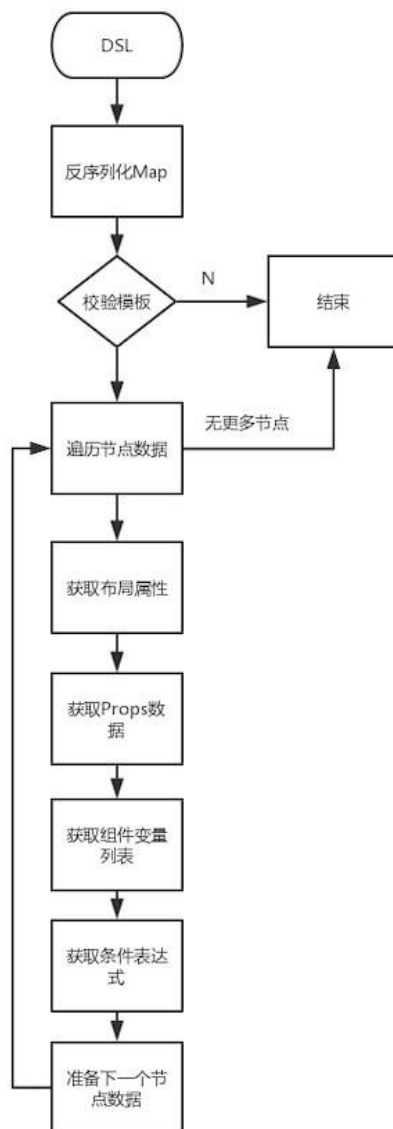 DSL
反序列化Map
校验模板
N
结束
无更多节点
遍历节点数据
获取布局属性
获取Props数
据
获取组件变量
列表
获取条件表达
式
准备下一个节
点数据